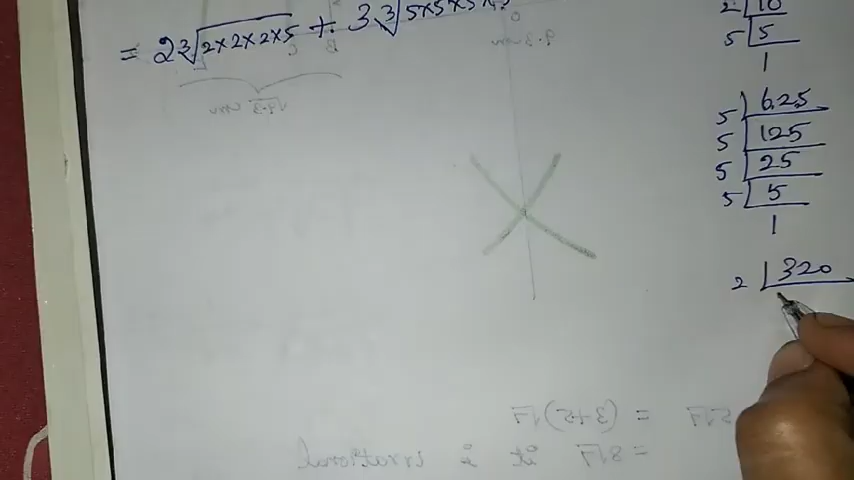 = 2∛2×2×2×5 + 3∛5×5×5×5
2 | 10
5 | 5
1
5 | 625
5 | 125
5 | 25
5 | 5
1
2 | 320